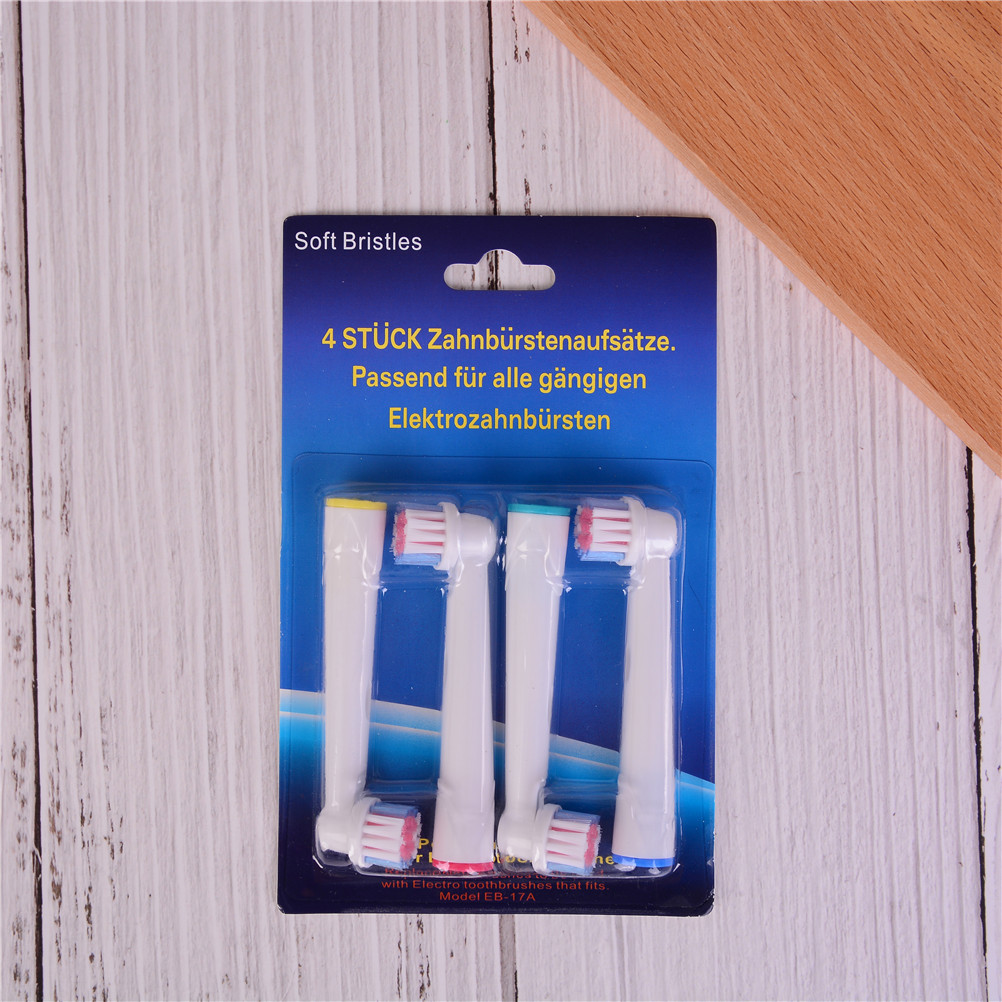 Soft Bristles
4 STÜCK Zahnbürstenaufsätze.
Passend für alle gängigen
Elektrozahnbürsten
with Electro toothbrushes that fits.
Model EB-17A